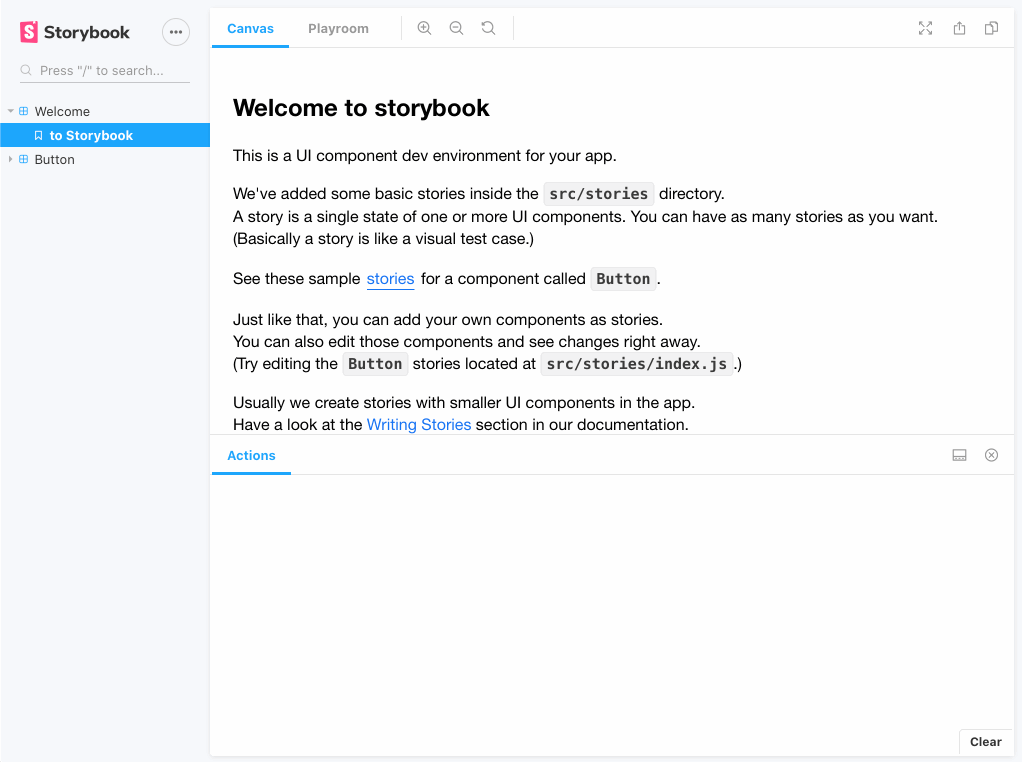 Storybook
Press "/" to search...
Welcome
to Storybook
Button
Canvas
Playroom
Welcome to storybook
This is a UI component dev environment for your app.
We've added some basic stories inside the src/stories directory.
A story is a single state of one or more UI components. You can have as many stories as you want.
(Basically a story is like a visual test case.)
See these sample stories for a component called Button.
Just like that, you can add your own components as stories.
You can also edit those components and see changes right away.
(Try editing the Button stories located at src/stories/index.js.)
Usually we create stories with smaller UI components in the app.
Have a look at the Writing Stories section in our documentation.
Actions
Clear